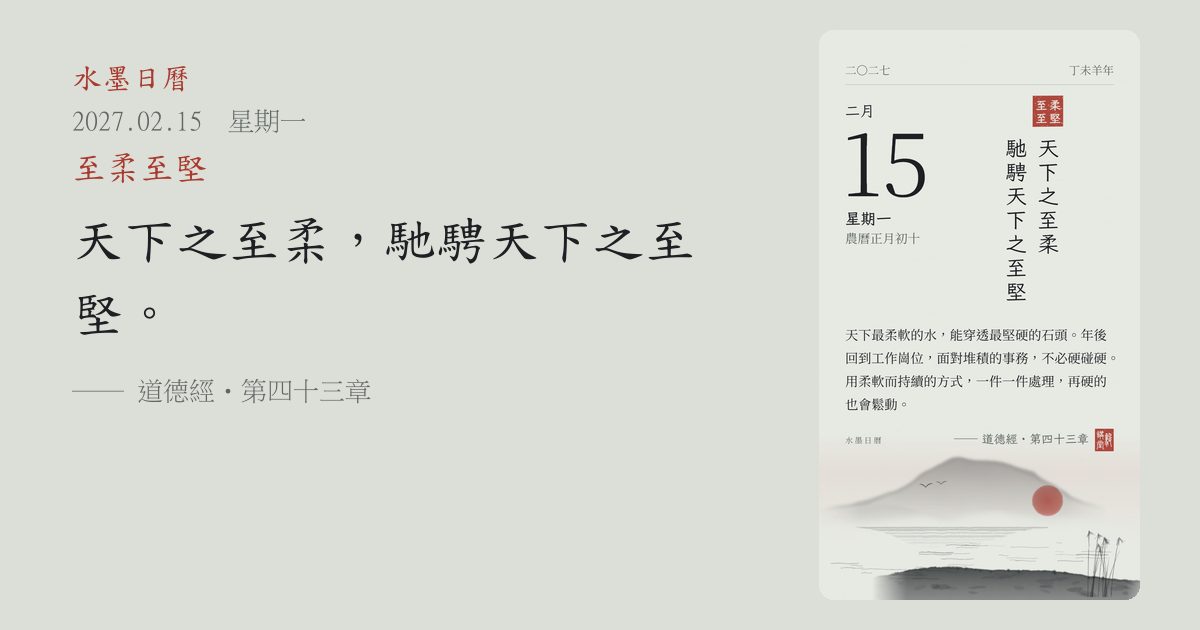 水墨日曆
2027.02.15 星期一
至柔至堅
天下之至柔，馳騁天下之至
堅。
—— 道德經・第四十三章
二〇二七
丁未羊年
二月
15
星期一
農曆正月初十
至柔
至堅
天下之至柔
馳騁天下之至堅
天下最柔軟的水，能穿透最堅硬的石頭。年後
回到工作崗位，面對堆積的事務，不必硬碰硬。
用柔軟而持續的方式，一件一件處理，再硬的
也會鬆動。
水墨日曆
—— 道德經・第四十三章